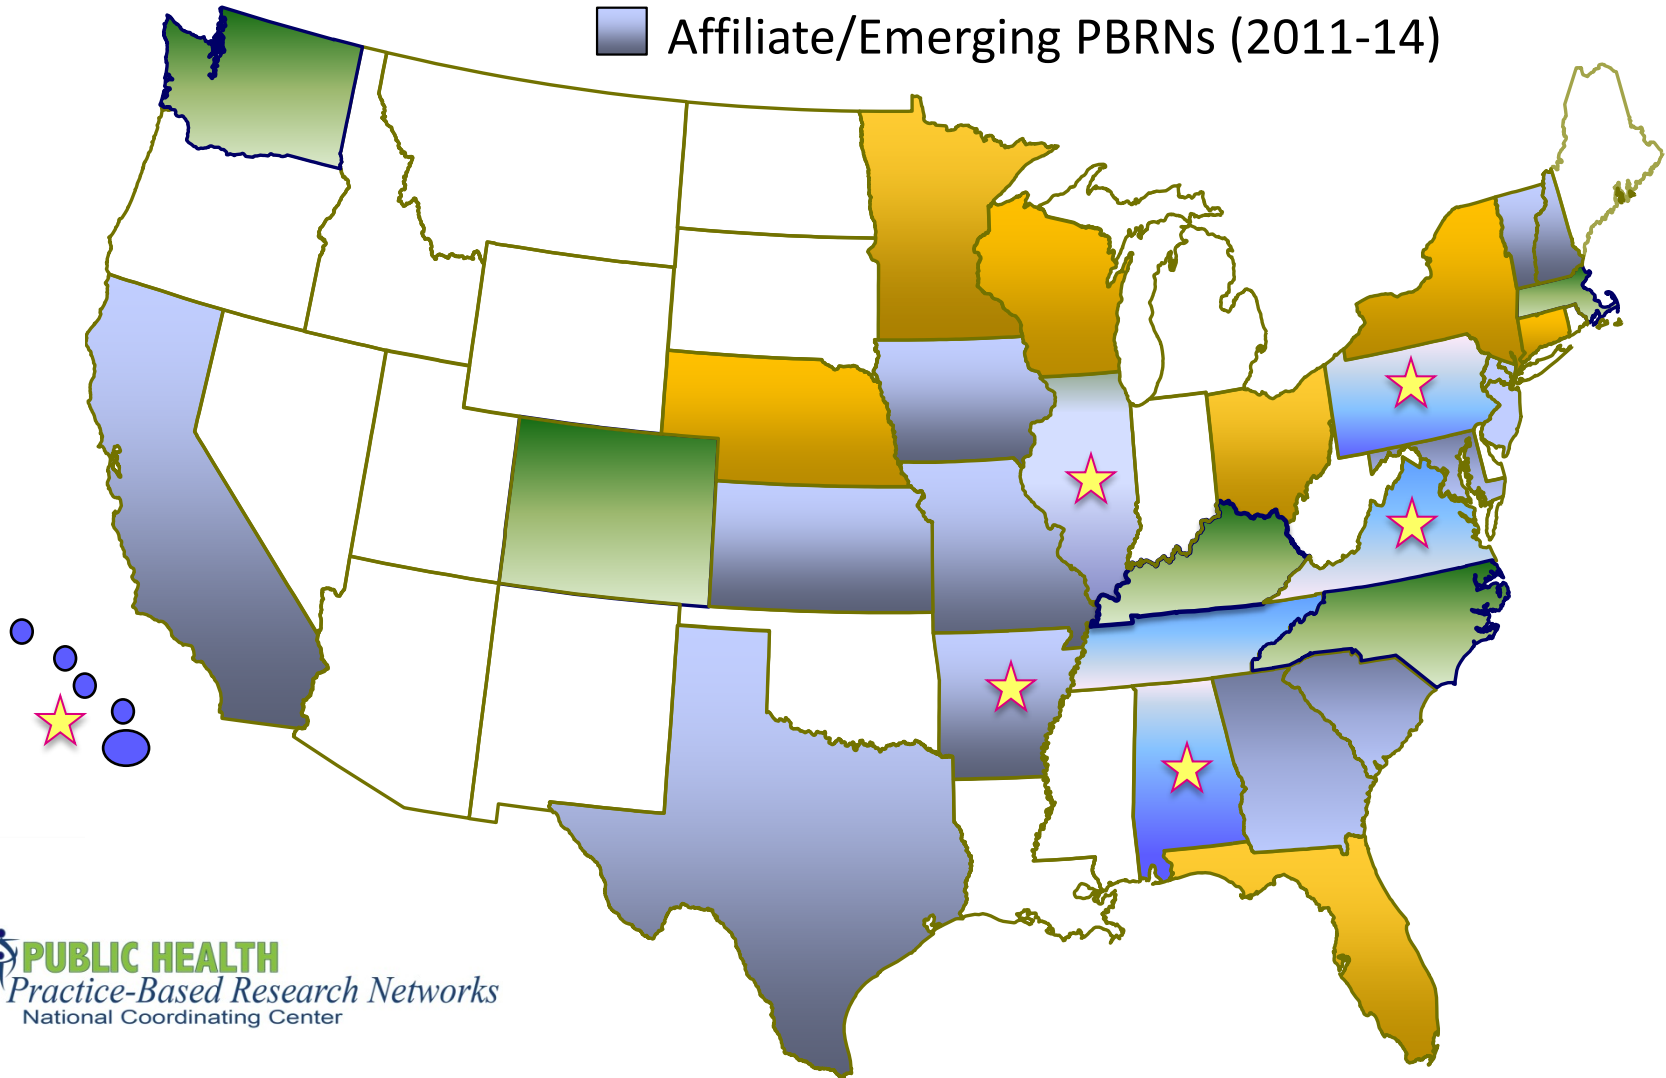 Affiliate/Emerging PBRNs (2011-14)
PUBLIC HEALTH
Practice-Based Research Networks
National Coordinating Center